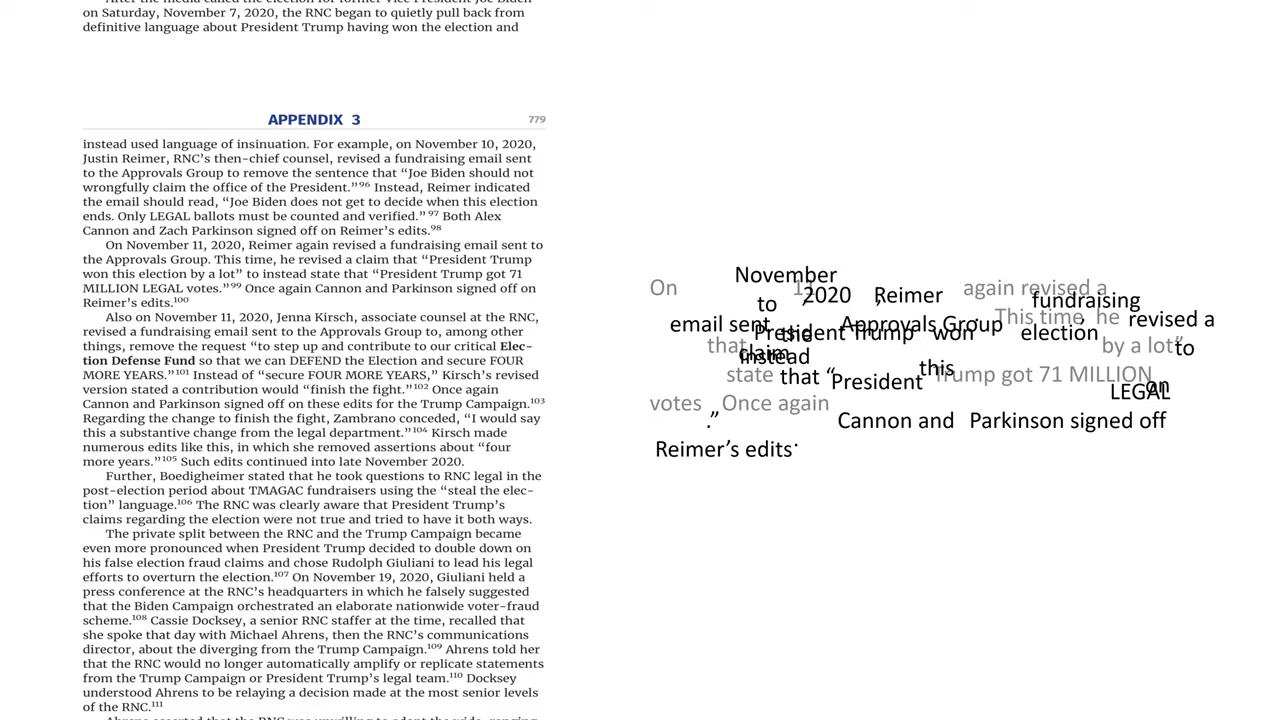 on Saturday, November 7, 2020, the RNC began to quietly pull back from
definitive language about President Trump having won the election and
APPENDIX 3
779
instead used language of insinuation. For example, on November 10, 2020,
Justin Reimer, RNC’s then-chief counsel, revised a fundraising email sent
to the Approvals Group to remove the sentence that “Joe Biden should not
wrongfully claim the office of the President.”96 Instead, Reimer indicated
the email should read, “Joe Biden does not get to decide when this election
ends. Only LEGAL ballots must be counted and verified.” 97 Both Alex
Cannon and Zach Parkinson signed off on Reimer’s edits.98
On November 11, 2020, Reimer again revised a fundraising email sent to
the Approvals Group. This time, he revised a claim that “President Trump
won this election by a lot” to instead state that “President Trump got 71
MILLION LEGAL votes.”99 Once again Cannon and Parkinson signed off on
Reimer’s edits.100
Also on November 11, 2020, Jenna Kirsch, associate counsel at the RNC,
revised a fundraising email sent to the Approvals Group to, among other
things, remove the request “to step up and contribute to our critical Elec-
tion Defense Fund so that we can DEFEND the Election and secure FOUR
MORE YEARS.”101 Instead of “secure FOUR MORE YEARS,” Kirsch’s revised
version stated a contribution would “finish the fight.”102 Once again
Cannon and Parkinson signed off on these edits for the Trump Campaign.103
Regarding the change to finish the fight, Zambrano conceded, “I would say
this a substantive change from the legal department.”104 Kirsch made
numerous edits like this, in which she removed assertions about “four
more years.”105 Such edits continued into late November 2020.
Further, Boedigheimer stated that he took questions to RNC legal in the
post-election period about TMAGAC fundraisers using the “steal the elec-
tion” language.106 The RNC was clearly aware that President Trump’s
claims regarding the election were not true and tried to have it both ways.
The private split between the RNC and the Trump Campaign became
even more pronounced when President Trump decided to double down on
his false election fraud claims and chose Rudolph Giuliani to lead his legal
efforts to overturn the election.107 On November 19, 2020, Giuliani held a
press conference at the RNC’s headquarters in which he falsely suggested
that the Biden Campaign orchestrated an elaborate nationwide voter-fraud
scheme.108 Cassie Docksey, a senior RNC staffer at the time, recalled that
she spoke that day with Michael Ahrens, then the RNC’s communications
director, about the diverging from the Trump Campaign.109 Ahrens told her
that the RNC would no longer automatically amplify or replicate statements
from the Trump Campaign or President Trump’s legal team.110 Docksey
understood Ahrens to be relaying a decision made at the most senior levels
of the RNC.111
November
On 11, again revised a
to 2020, Reimer fundraising
email sent Approvals Group. This time, he revised a
President Trump the won election
that claim by a lot” to
instead this
state that “President Trump got 71 MILLION
LEGAL on
votes Once again
.” Cannon and Parkinson signed off
Reimer’s edits.